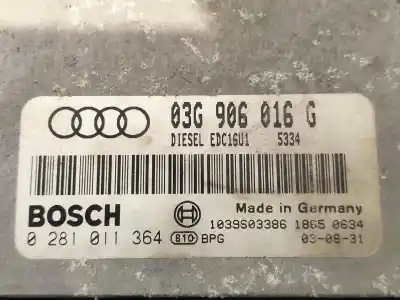 03G 906 016 G
DIESEL EDC16U1 5334
BOSCH
Made in Germany
1039S03386 1865 0634
0 281 011 364 B10 BPG 03-08-31